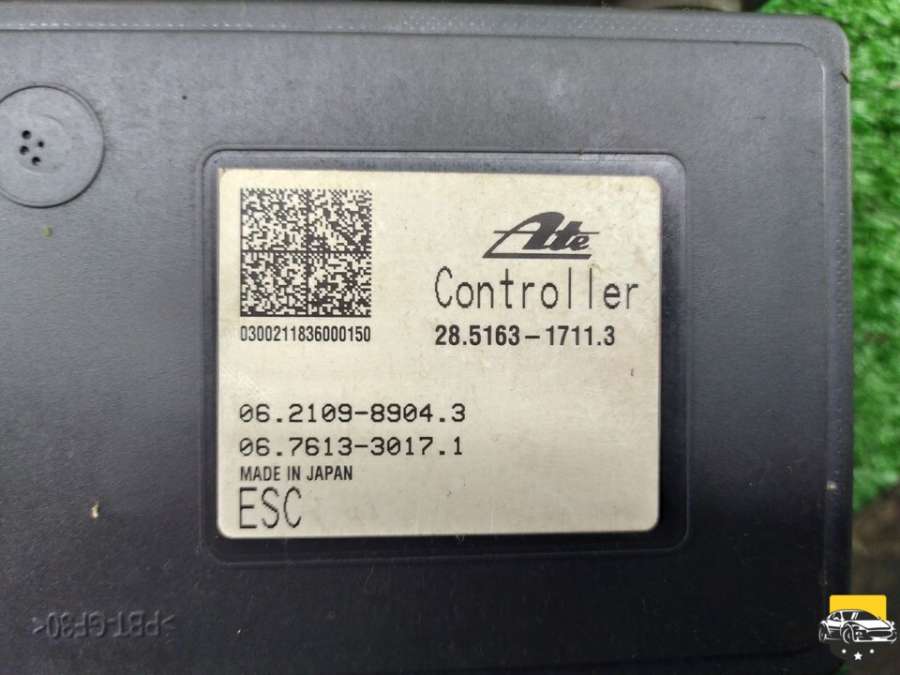 Ate
Controller
28.5163-1711.3
0300211836000150
06.2109-8904.3
06.7613-3017.1
MADE IN JAPAN
ESC
>PBT-GF30<